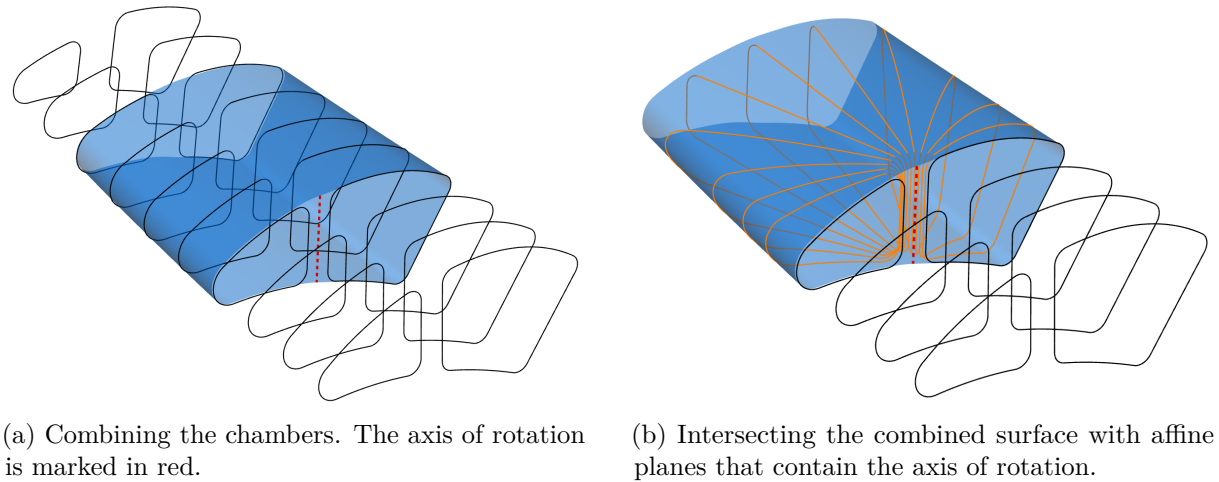 (a) Combining the chambers. The axis of rotation
is marked in red.
(b) Intersecting the combined surface with affine
planes that contain the axis of rotation.